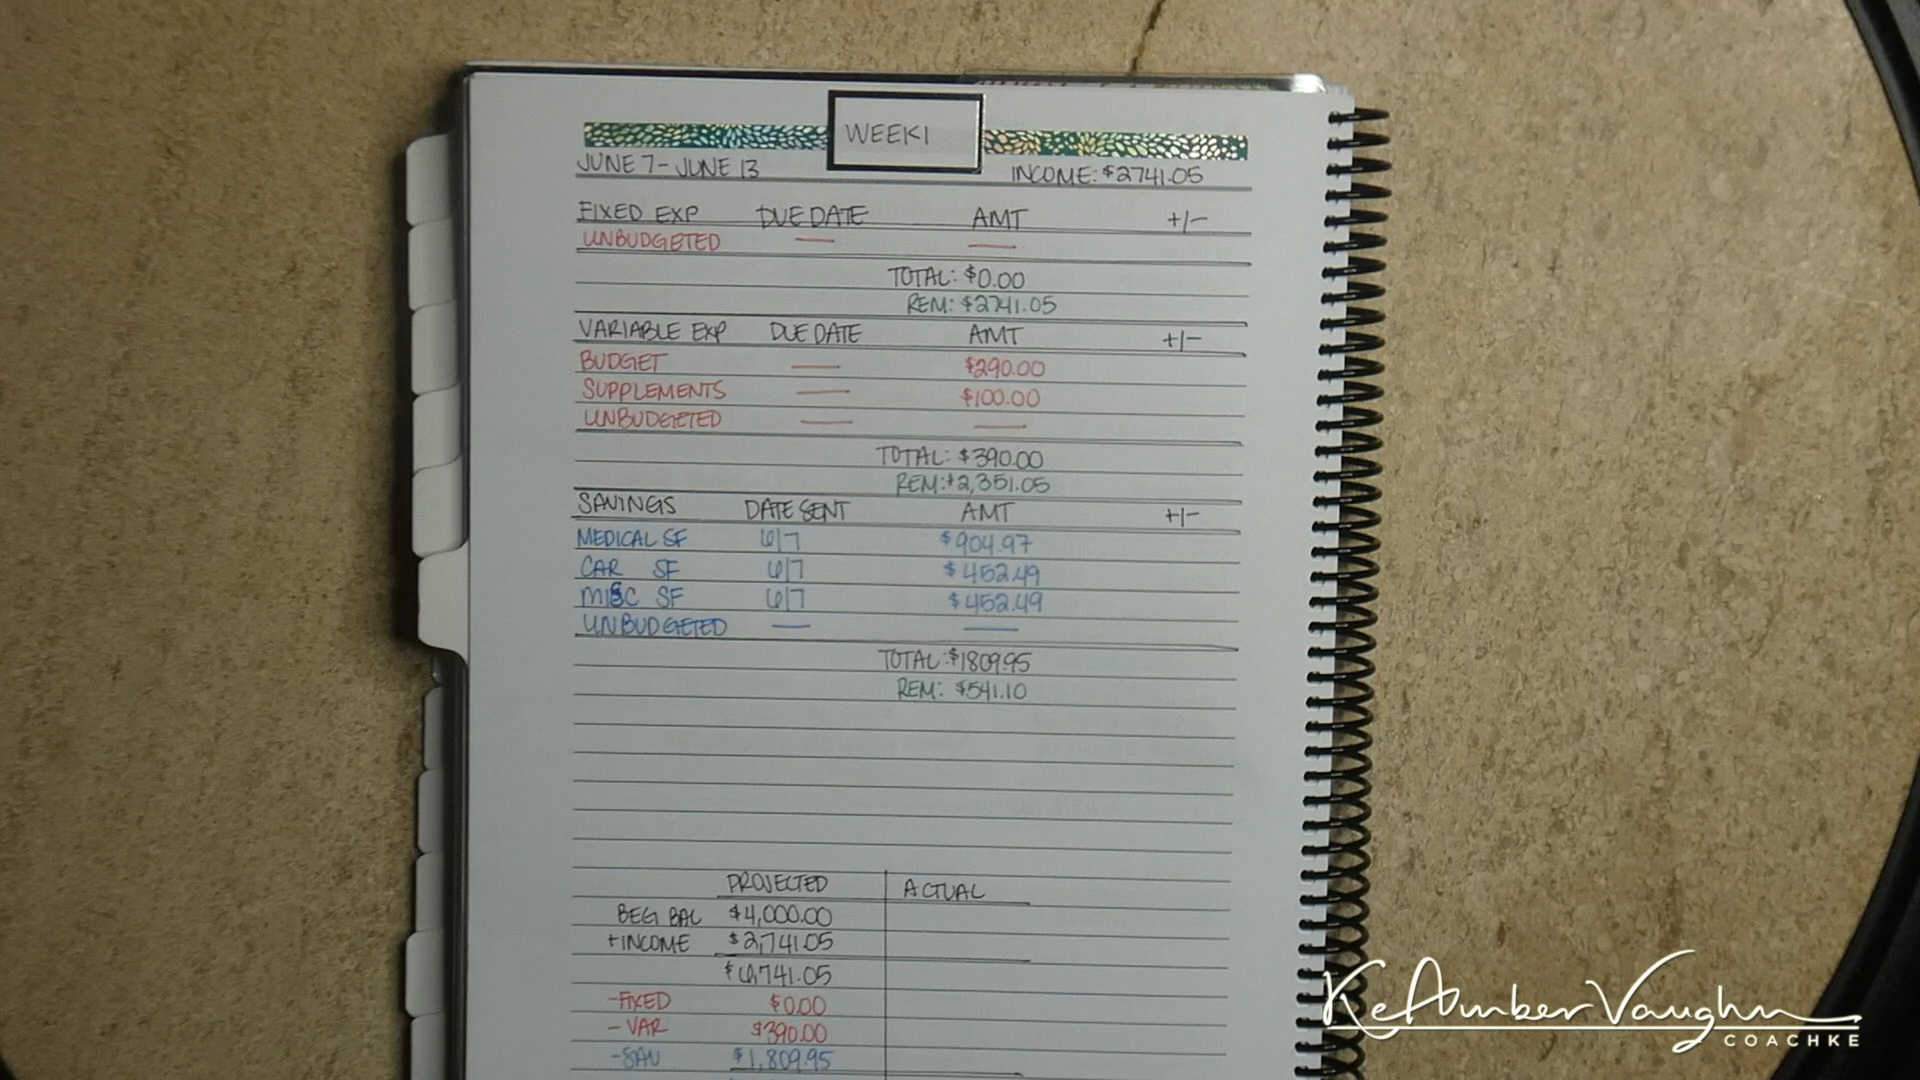 WEEK 1
JUNE 7 - JUNE 13 INCOME: $2741.05
FIXED EXP DUE DATE AMT +/-
UNBUDGETED — —
TOTAL: $0.00
REM: $2741.05
VARIABLE EXP DUE DATE AMT +/-
BUDGET — $290.00
SUPPLEMENTS — $100.00
UNBUDGETED — —
TOTAL: $390.00
REM: $2,351.05
SAVINGS DATE SENT AMT +/-
MEDICAL SF 6/7 $904.97
CAR SF 6/7 $452.49
MISC SF 6/7 $452.49
UNBUDGETED — —
TOTAL: $1809.95
REM: $541.10
PROJECTED ACTUAL
BEG BAL $4,000.00
+INCOME $2,741.05
$6,741.05
-FIXED $0.00
-VAR $390.00
-SAV $1,809.95
KeAmber Vaughn
COACHKE